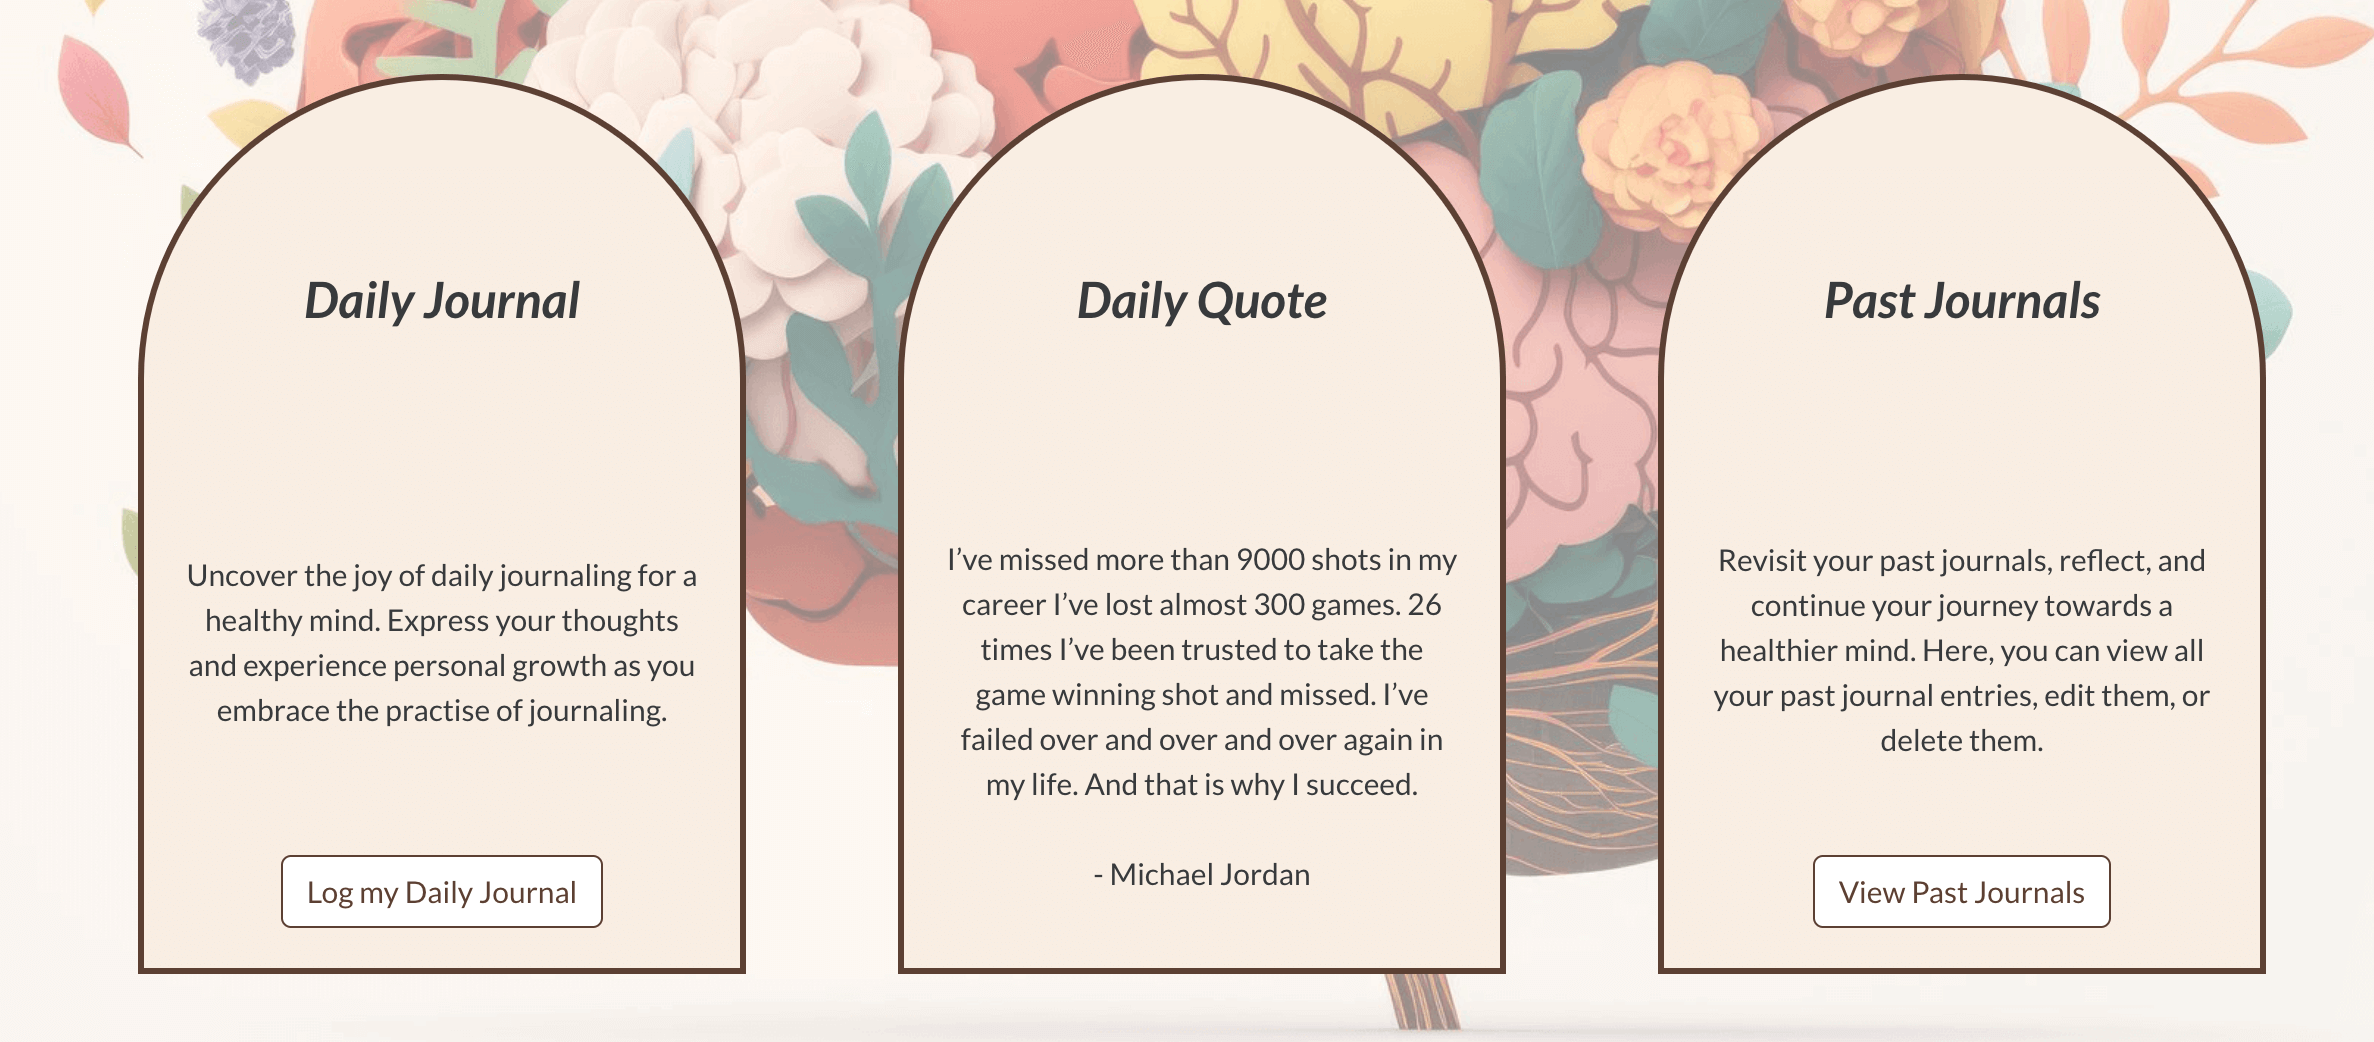 Daily Journal
Uncover the joy of daily journaling for a
healthy mind. Express your thoughts
and experience personal growth as you
embrace the practise of journaling.
Log my Daily Journal
Daily Quote
I’ve missed more than 9000 shots in my
career I’ve lost almost 300 games. 26
times I’ve been trusted to take the
game winning shot and missed. I’ve
failed over and over and over again in
my life. And that is why I succeed.
- Michael Jordan
Past Journals
Revisit your past journals, reflect, and
continue your journey towards a
healthier mind. Here, you can view all
your past journal entries, edit them, or
delete them.
View Past Journals